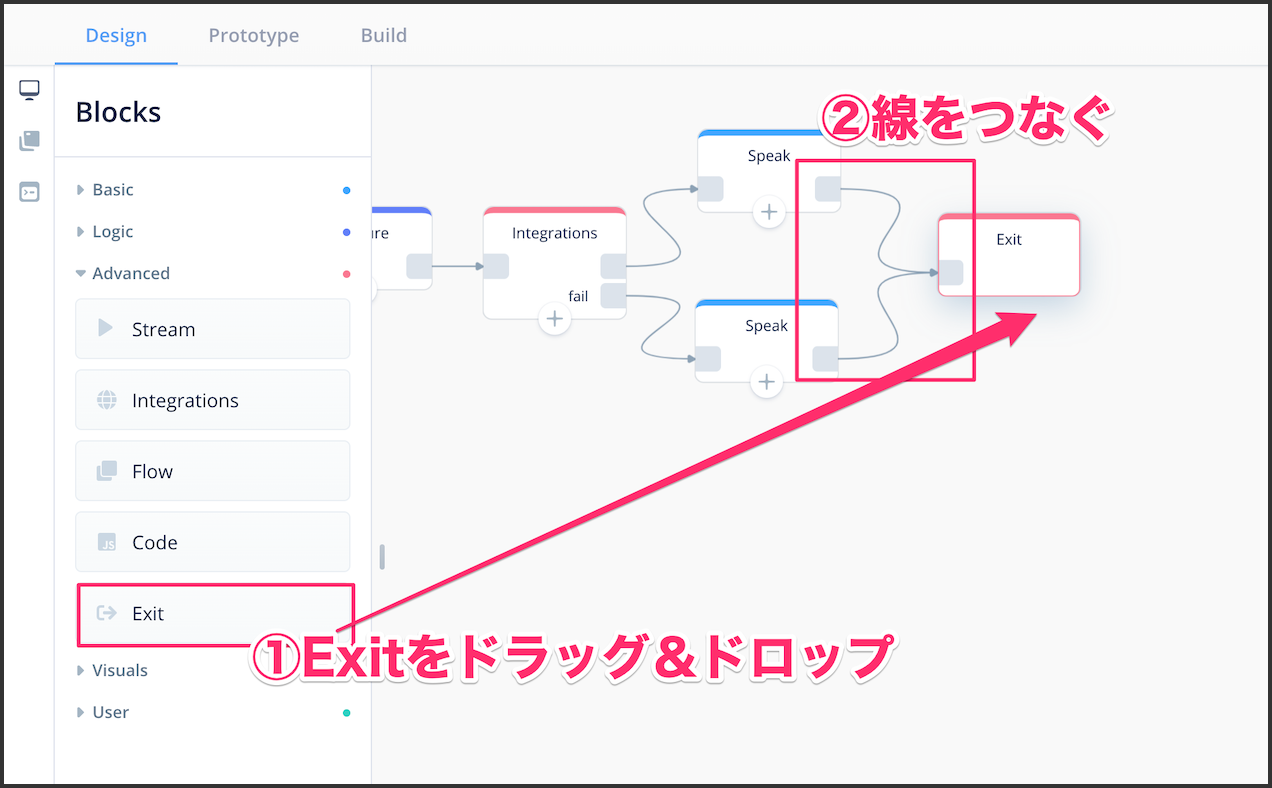 Design Prototype Build
Blocks
Basic
Logic
Advanced
Stream
Integrations
Flow
Code
JS
Exit
Visuals
User
②線をつなぐ
Speak
ure
Integrations
fail
Speak
Exit
①Exitをドラッグ＆ドロップ